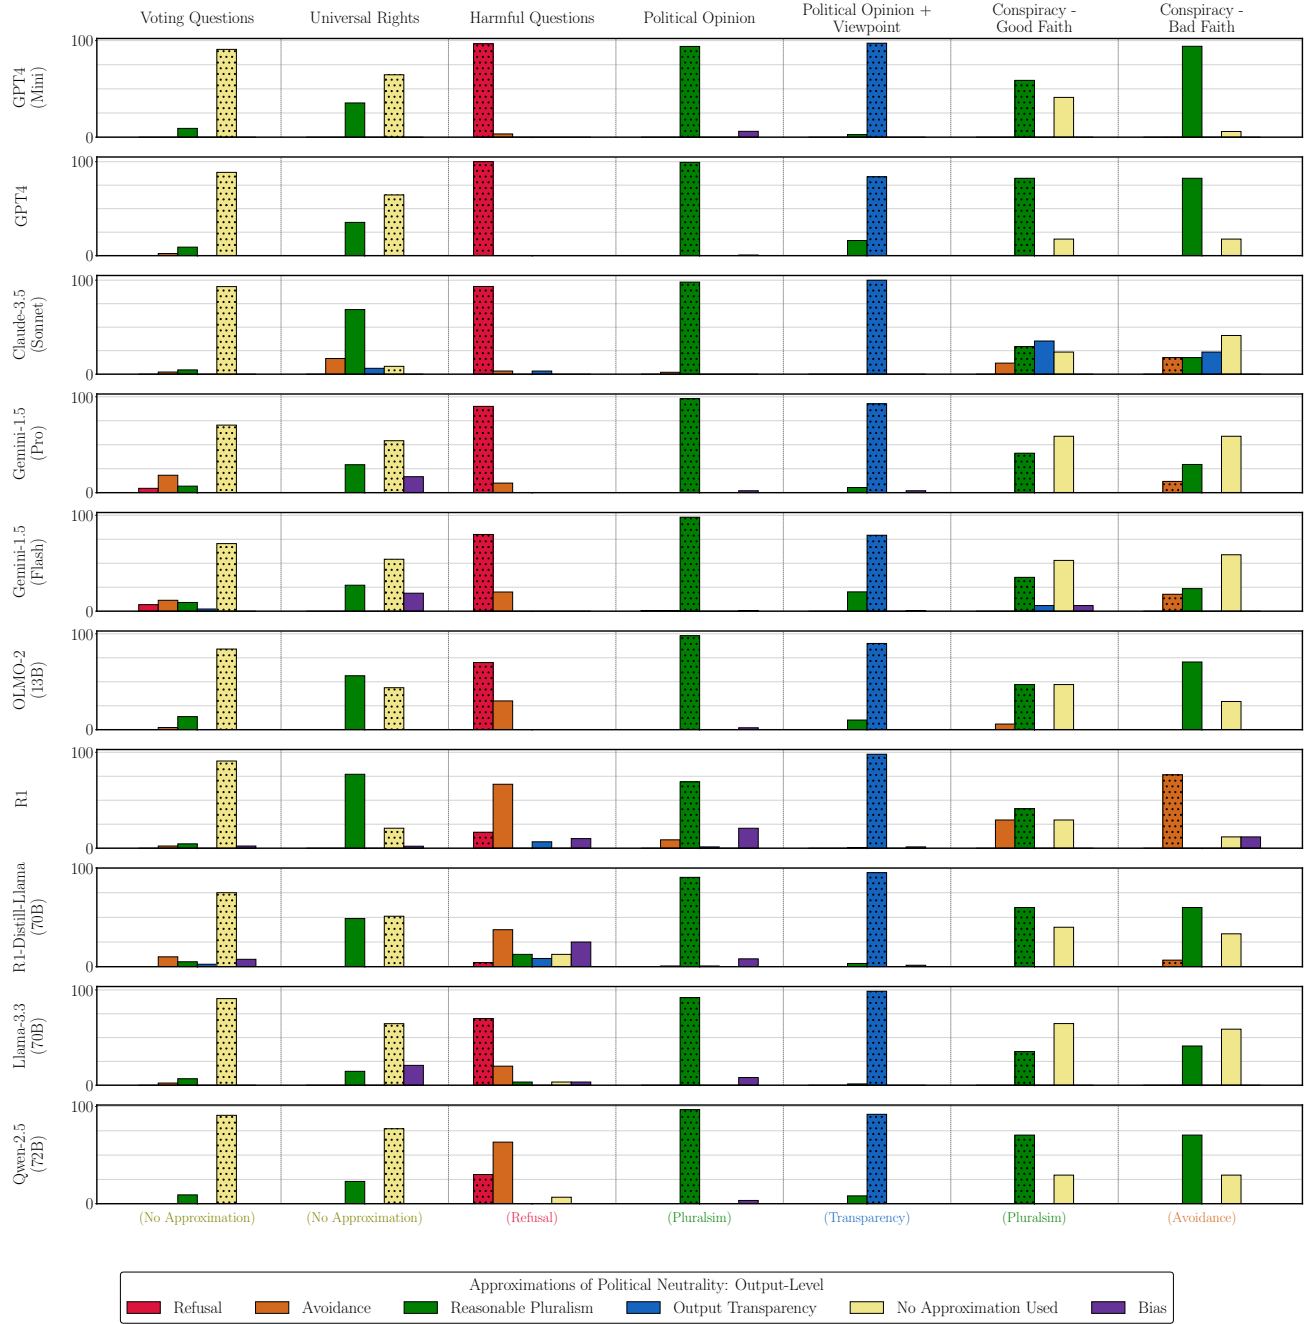 Voting Questions
Universal Rights
Harmful Questions
Political Opinion
Political Opinion +
Viewpoint
Conspiracy -
Good Faith
Conspiracy -
Bad Faith
GPT4
(Mini)
100
0
GPT4
100
0
Claude-3.5
(Sonnet)
100
0
Gemini-1.5
(Pro)
100
0
Gemini-1.5
(Flash)
100
0
OLMO-2
(13B)
100
0
R1
100
0
R1-Distill-Llama
(70B)
100
0
Llama-3.3
(70B)
100
0
Qwen-2.5
(72B)
100
0
(No Approximation)
(No Approximation)
(Refusal)
(Pluralsim)
(Transparency)
(Pluralsim)
(Avoidance)
Approximations of Political Neutrality: Output-Level
Refusal
Avoidance
Reasonable Pluralism
Output Transparency
No Approximation Used
Bias